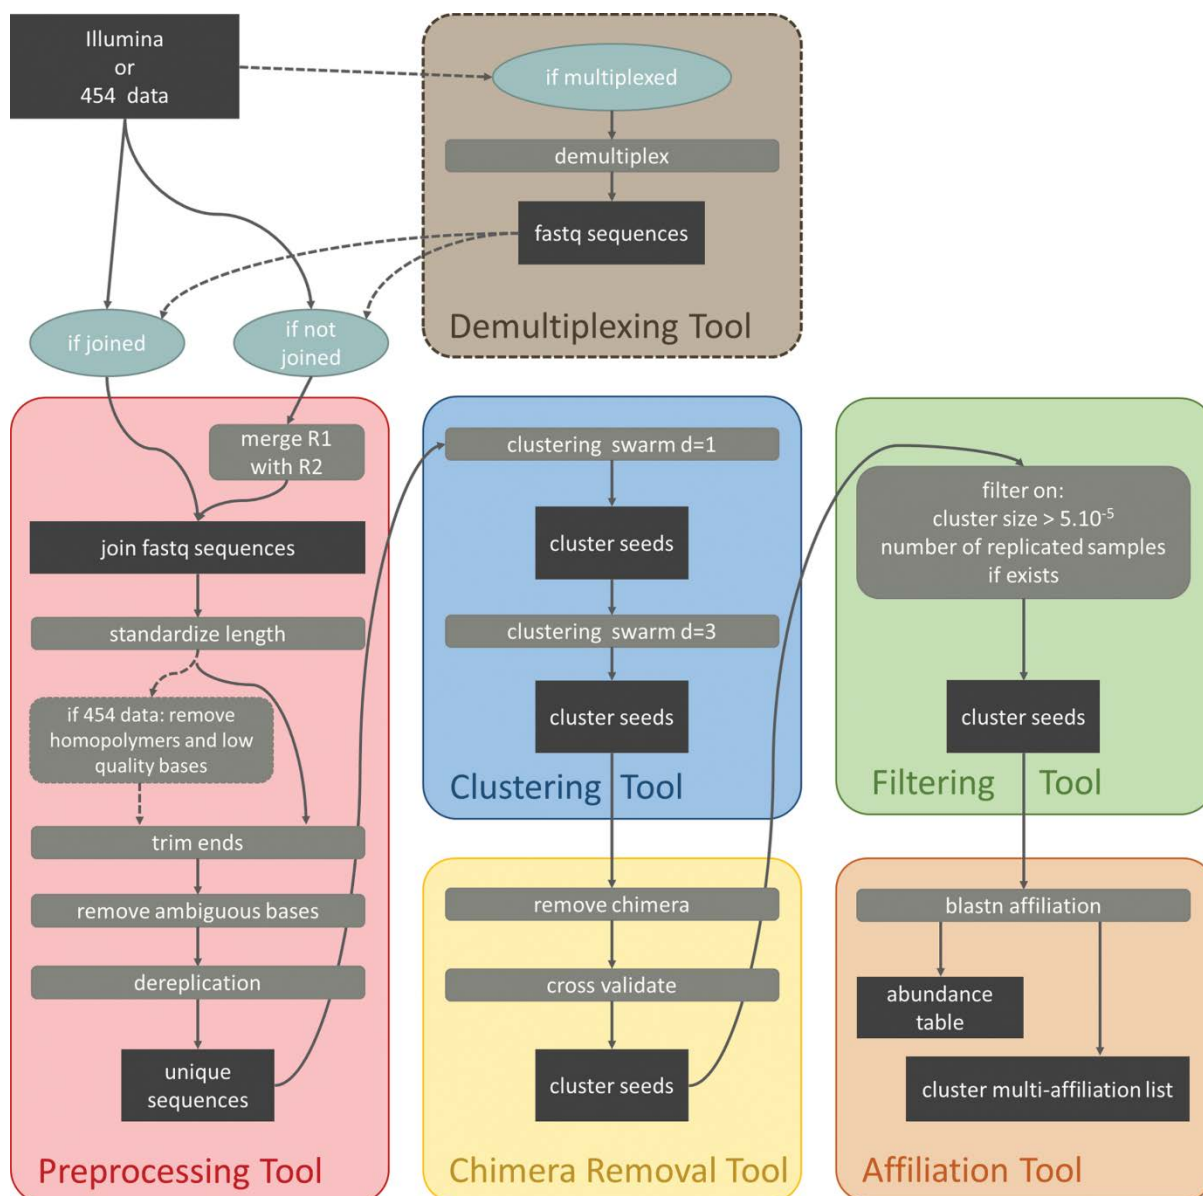 Illumina
or
454 data
if multiplexed
demultiplex
fastq sequences
Demultiplexing Tool
if joined
if not
joined
merge R1
with R2
join fastq sequences
standardize length
if 454 data: remove
homopolymers and low
quality bases
trim ends
remove ambiguous bases
dereplication
unique
sequences
Preprocessing Tool
clustering swarm d=1
cluster seeds
clustering swarm d=3
cluster seeds
Clustering Tool
remove chimera
cross validate
cluster seeds
Chimera Removal Tool
filter on:
cluster size > 5.10⁻⁵
number of replicated samples
if exists
cluster seeds
Filtering Tool
blastn affiliation
abundance
table
cluster multi-affiliation list
Affiliation Tool